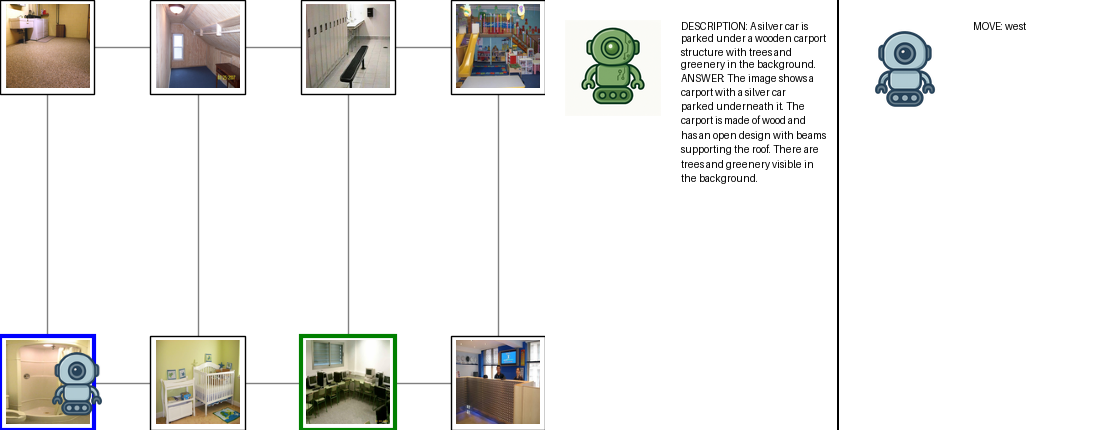 DESCRIPTION: A silver car is
parked under a wooden carport
structure with trees and
greenery in the background.
ANSWER: The image shows a
carport with a silver car
parked underneath it. The
carport is made of wood and
has an open design with beams
supporting the roof. There are
trees and greenery visible in
the background.
MOVE: west